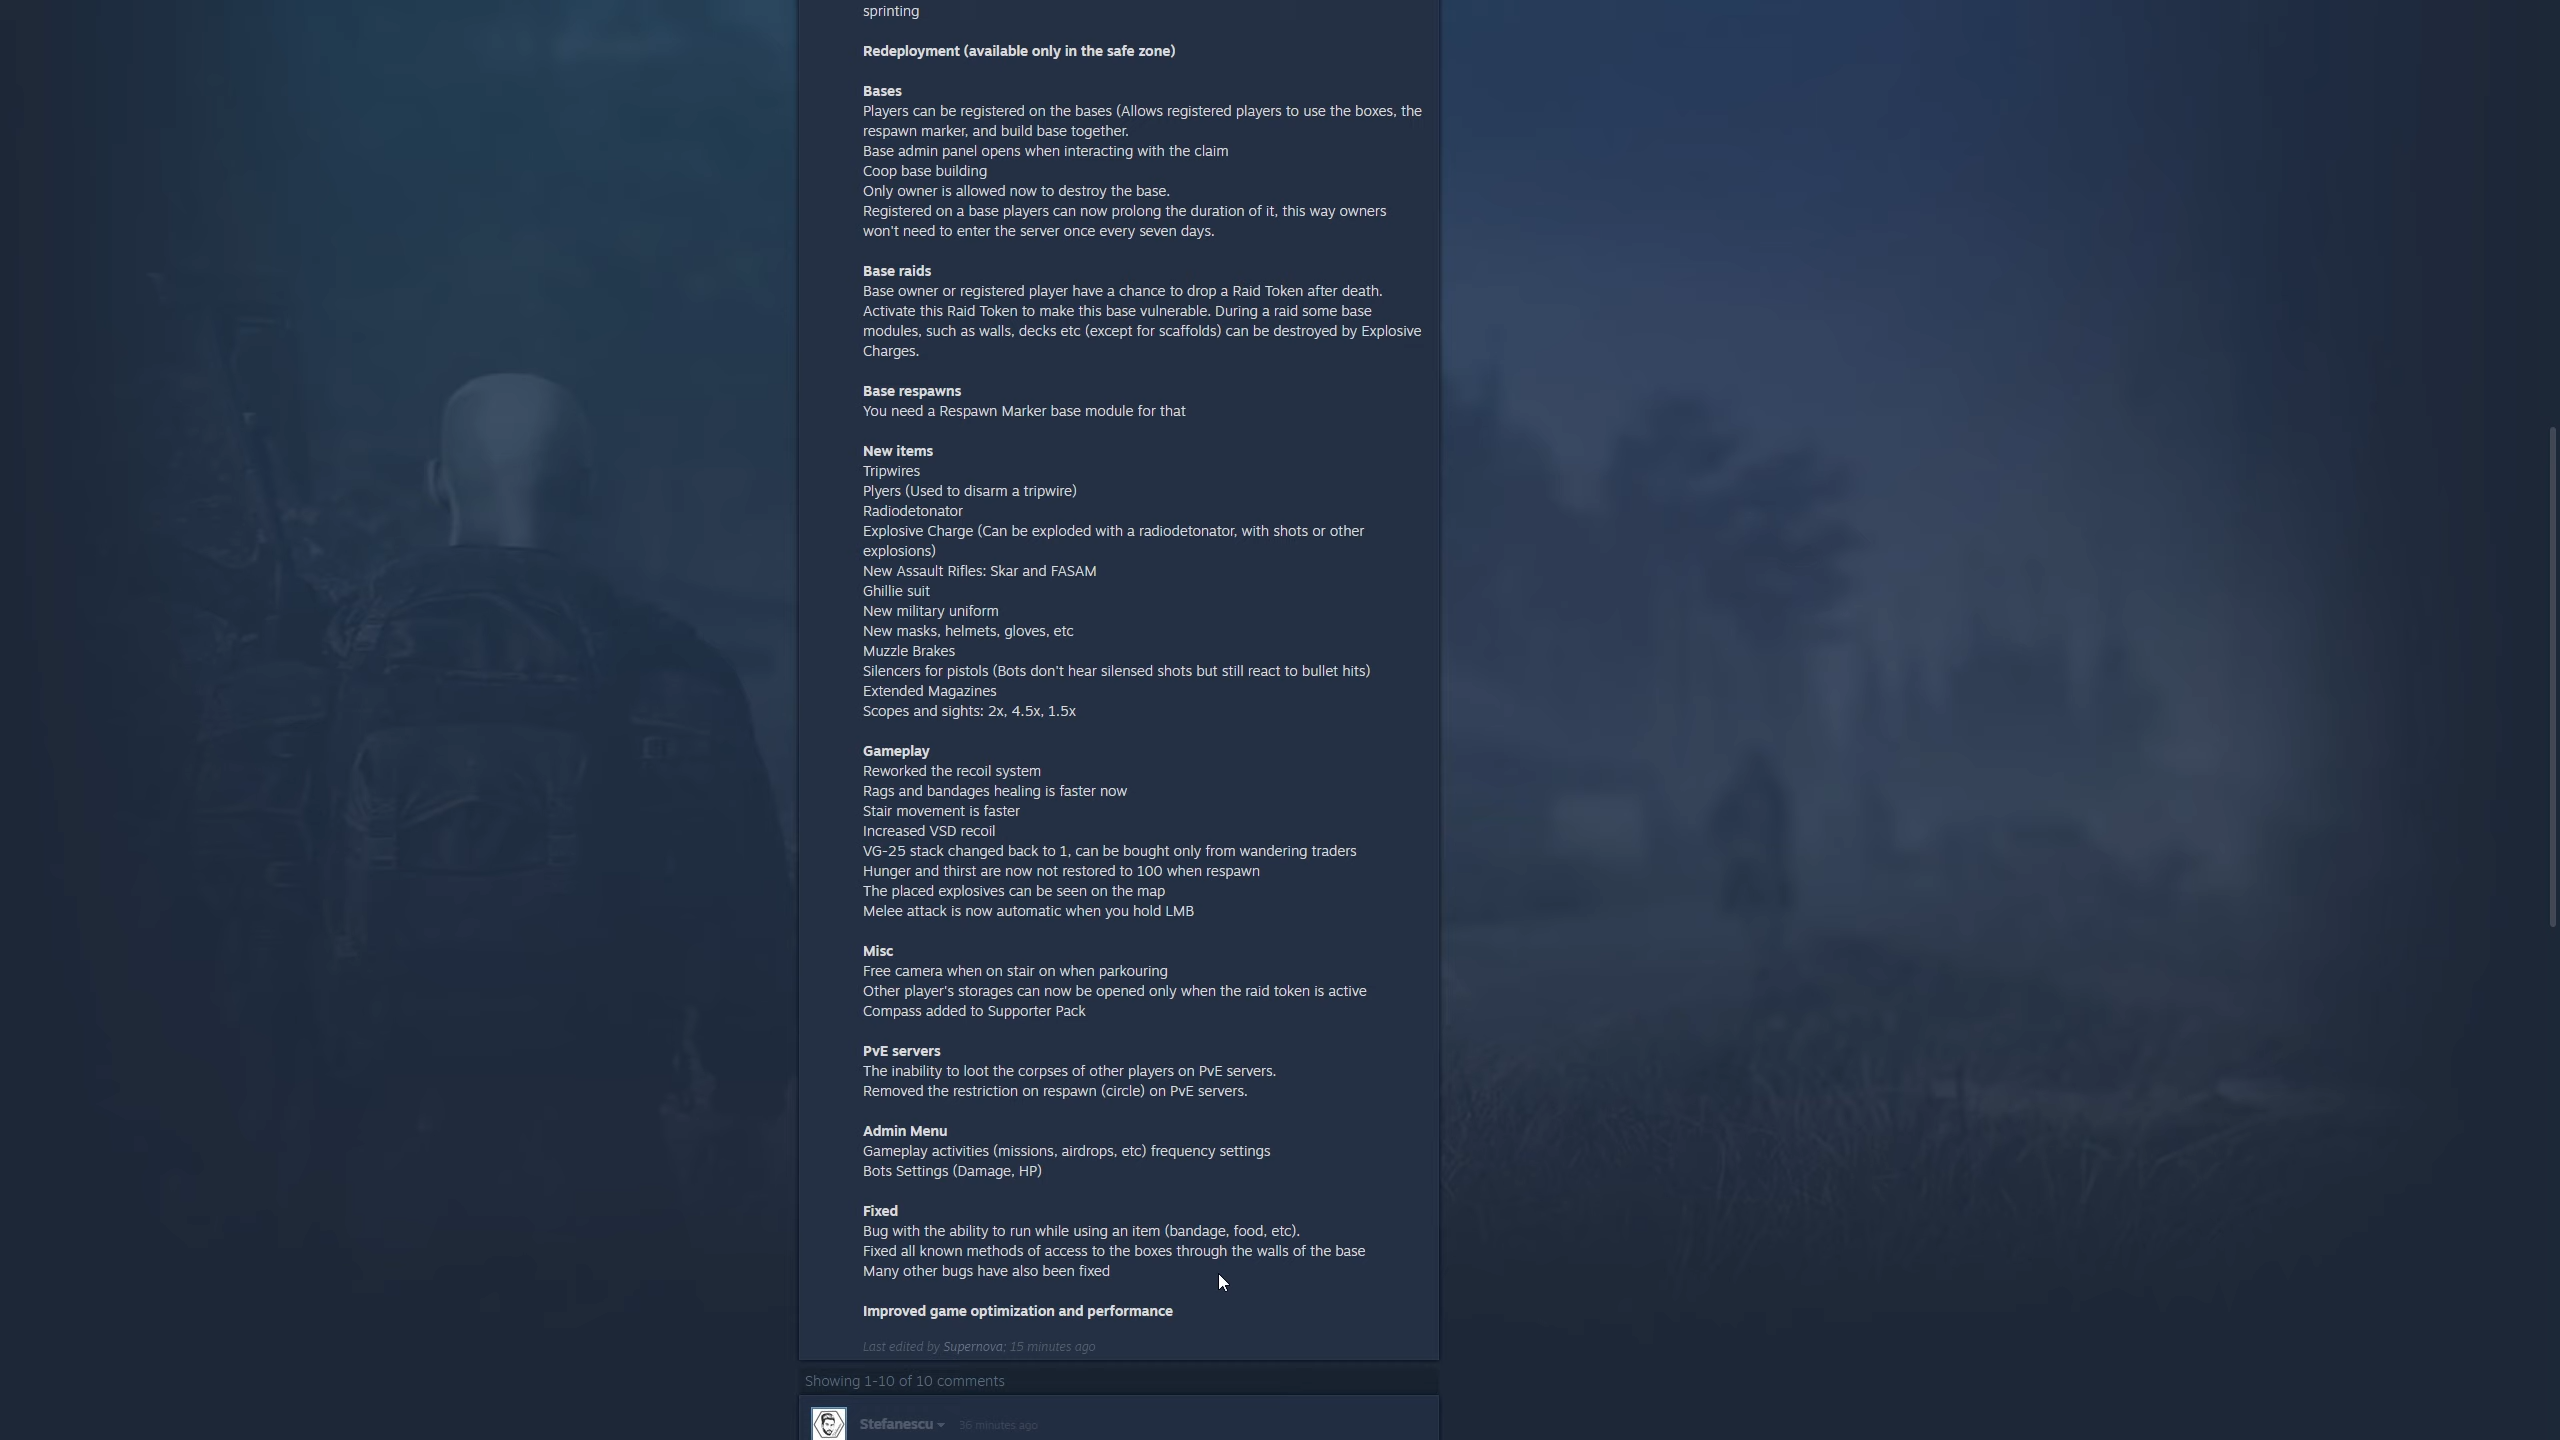 sprinting
Redeployment (available only in the safe zone)
Bases
Players can be registered on the bases (Allows registered players to use the boxes, the
respawn marker, and build base together.
Base admin panel opens when interacting with the claim
Coop base building
Only owner is allowed now to destroy the base.
Registered on a base players can now prolong the duration of it, this way owners
won't need to enter the server once every seven days.
Base raids
Base owner or registered player have a chance to drop a Raid Token after death.
Activate this Raid Token to make this base vulnerable. During a raid some base
modules, such as walls, decks etc (except for scaffolds) can be destroyed by Explosive
Charges.
Base respawns
You need a Respawn Marker base module for that
New items
Tripwires
Plyers (Used to disarm a tripwire)
Radiodetonator
Explosive Charge (Can be exploded with a radiodetonator, with shots or other
explosions)
New Assault Rifles: Skar and FASAM
Ghillie suit
New military uniform
New masks, helmets, gloves, etc
Muzzle Brakes
Silencers for pistols (Bots don't hear silensed shots but still react to bullet hits)
Extended Magazines
Scopes and sights: 2x, 4.5x, 1.5x
Gameplay
Reworked the recoil system
Rags and bandages healing is faster now
Stair movement is faster
Increased VSD recoil
VG-25 stack changed back to 1, can be bought only from wandering traders
Hunger and thirst are now not restored to 100 when respawn
The placed explosives can be seen on the map
Melee attack is now automatic when you hold LMB
Misc
Free camera when on stair on when parkouring
Other player's storages can now be opened only when the raid token is active
Compass added to Supporter Pack
PvE servers
The inability to loot the corpses of other players on PvE servers.
Removed the restriction on respawn (circle) on PvE servers.
Admin Menu
Gameplay activities (missions, airdrops, etc) frequency settings
Bots Settings (Damage, HP)
Fixed
Bug with the ability to run while using an item (bandage, food, etc).
Fixed all known methods of access to the boxes through the walls of the base
Many other bugs have also been fixed
Improved game optimization and performance
Last edited by Supernova; 15 minutes ago
Showing 1-10 of 10 comments
Stefanescu 36 minutes ago